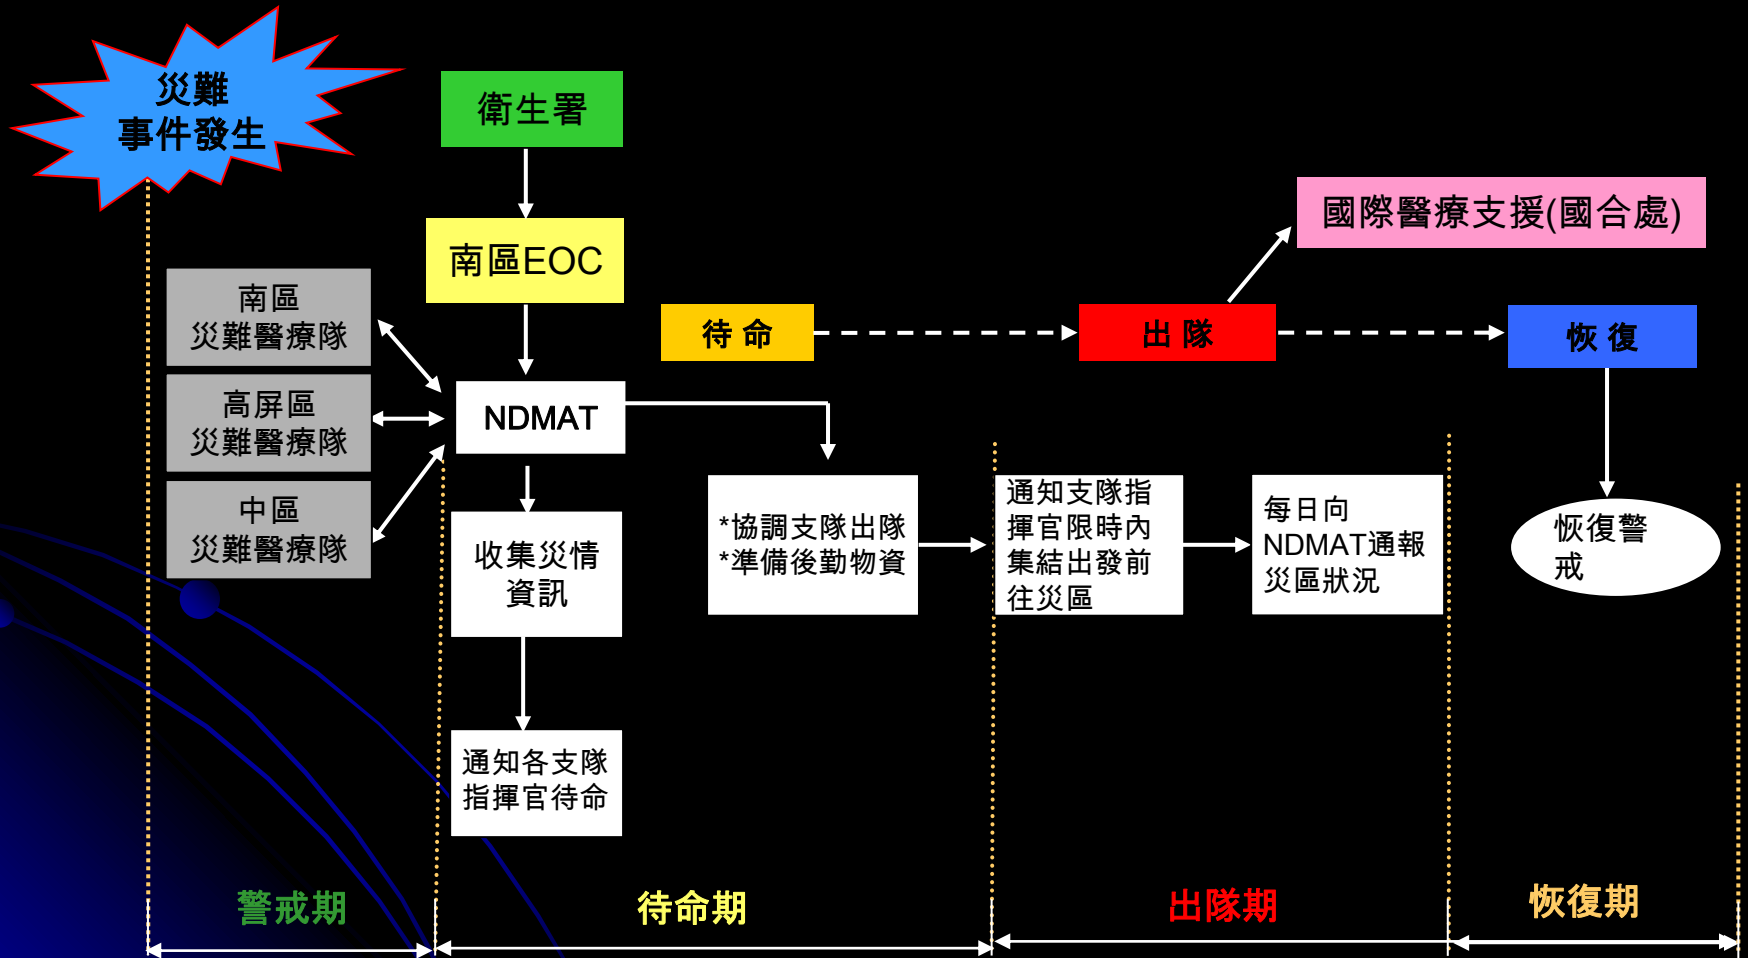 災難
事件發生
衛生署
南區EOC
國際醫療支援(國合處)
南區
災難醫療隊
高屏區
災難醫療隊
中區
災難醫療隊
待命
出隊
恢復
NDMAT
收集災情
資訊
通知各支隊
指揮官待命
*協調支隊出隊
*準備後勤物資
通知支隊指
揮官限時內
集結出發前
往災區
每日向
NDMAT通報
災區狀況
恢復警
戒
警戒期
待命期
出隊期
恢復期